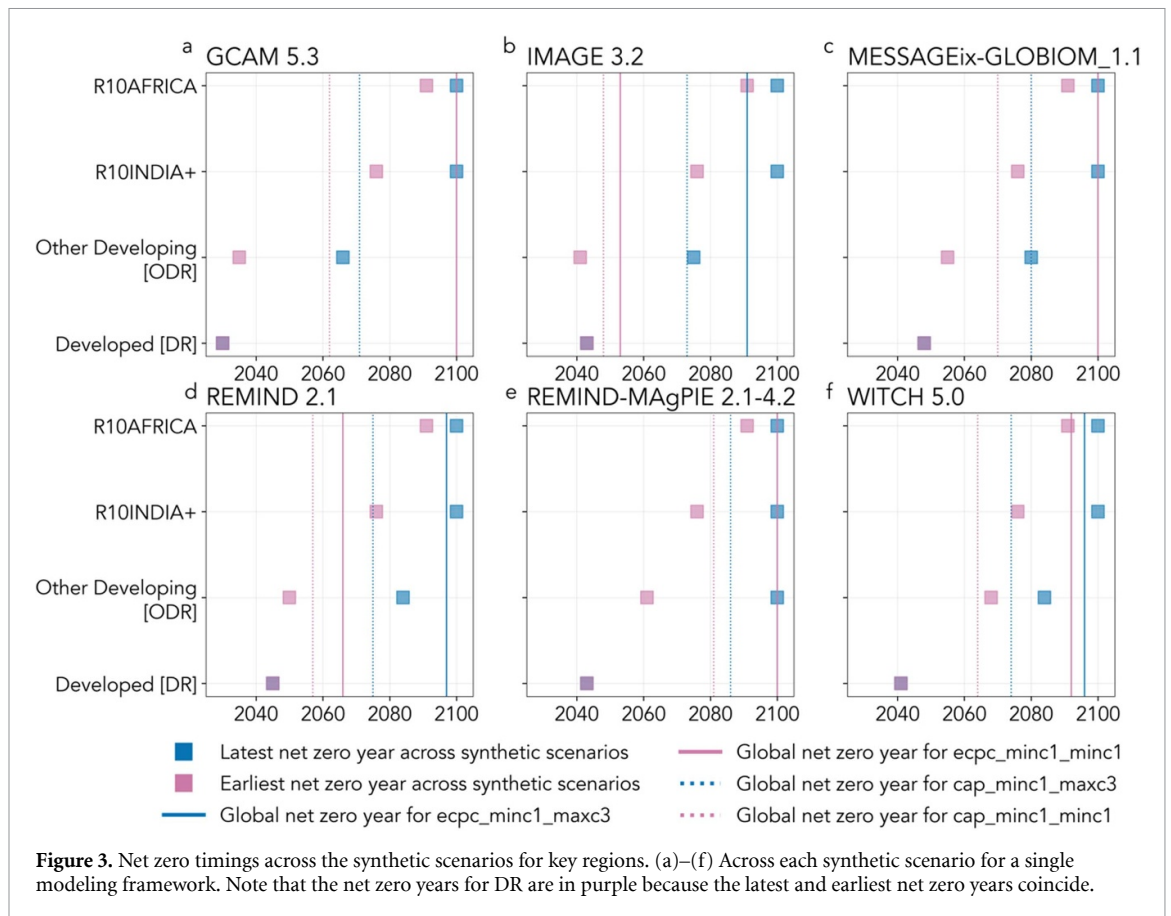 a GCAM 5.3
b IMAGE 3.2
c MESSAGEix-GLOBIOM_1.1
R10AFRICA
R10INDIA+
Other Developing
[ODR]
Developed [DR]
2040 2060 2080 2100
2040 2060 2080 2100
2040 2060 2080 2100
d REMIND 2.1
e REMIND-MAgPIE 2.1-4.2
f WITCH 5.0
R10AFRICA
R10INDIA+
Other Developing
[ODR]
Developed [DR]
2040 2060 2080 2100
2040 2060 2080 2100
2040 2060 2080 2100
Latest net zero year across synthetic scenarios
Earliest net zero year across synthetic scenarios
Global net zero year for ecpc_minc1_maxc3
Global net zero year for ecpc_minc1_minc1
Global net zero year for cap_minc1_maxc3
Global net zero year for cap_minc1_minc1
Figure 3. Net zero timings across the synthetic scenarios for key regions. (a)–(f) Across each synthetic scenario for a single
modeling framework. Note that the net zero years for DR are in purple because the latest and earliest net zero years coincide.